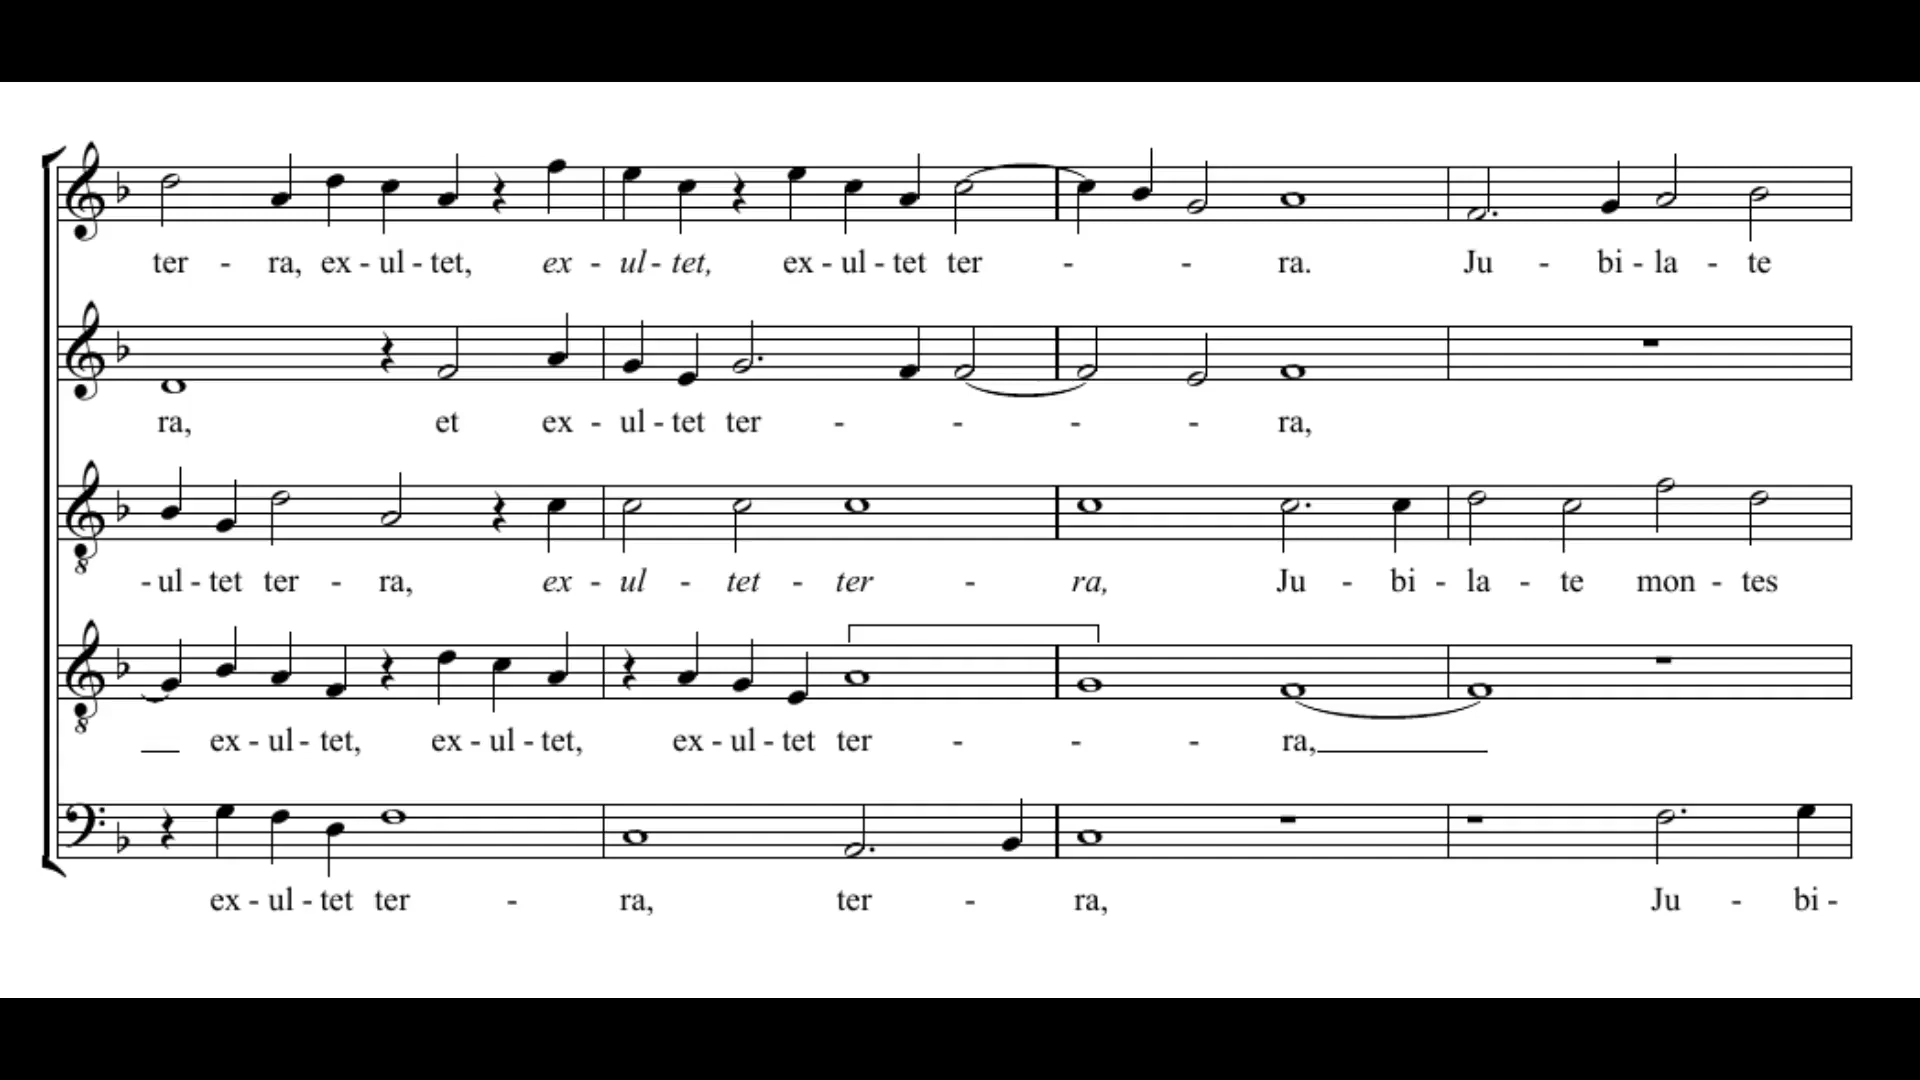 ter - ra, ex - ul - tet, ex - ul - tet, ex - ul - tet ter - - ra. Ju - bi - la - te
ra, et ex - ul - tet ter - - - - ra,
- ul - tet ter - ra, ex - ul - tet - ter - ra, Ju - bi - la - te mon - tes
ex - ul - tet, ex - ul - tet, ex - ul - tet ter - - - ra,
ex - ul - tet ter - ra, ter - ra, Ju - bi -